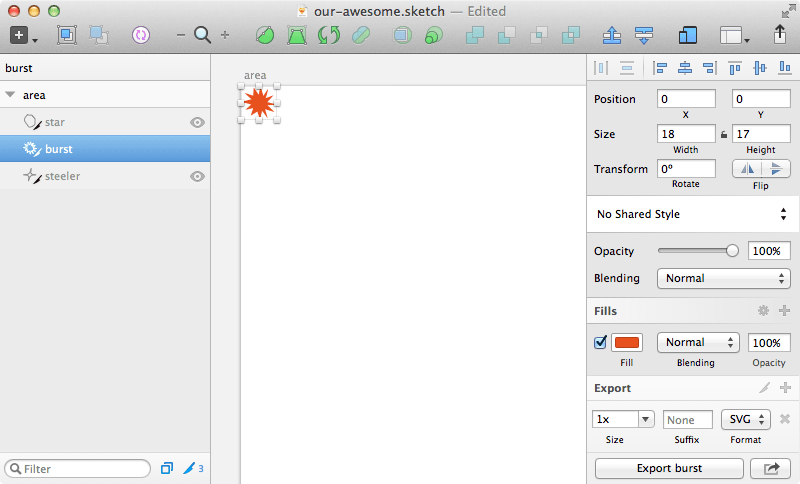 our-awesome.sketch — Edited
burst
area
star
burst
steeler
Filter
3
area
Position 0 0
X Y
Size 18 17
Width Height
Transform 0º
Rotate Flip
No Shared Style
Opacity 100%
Blending Normal
Fills
Normal 100%
Fill Blending Opacity
Export
1x None SVG
Size Suffix Format
Export burst